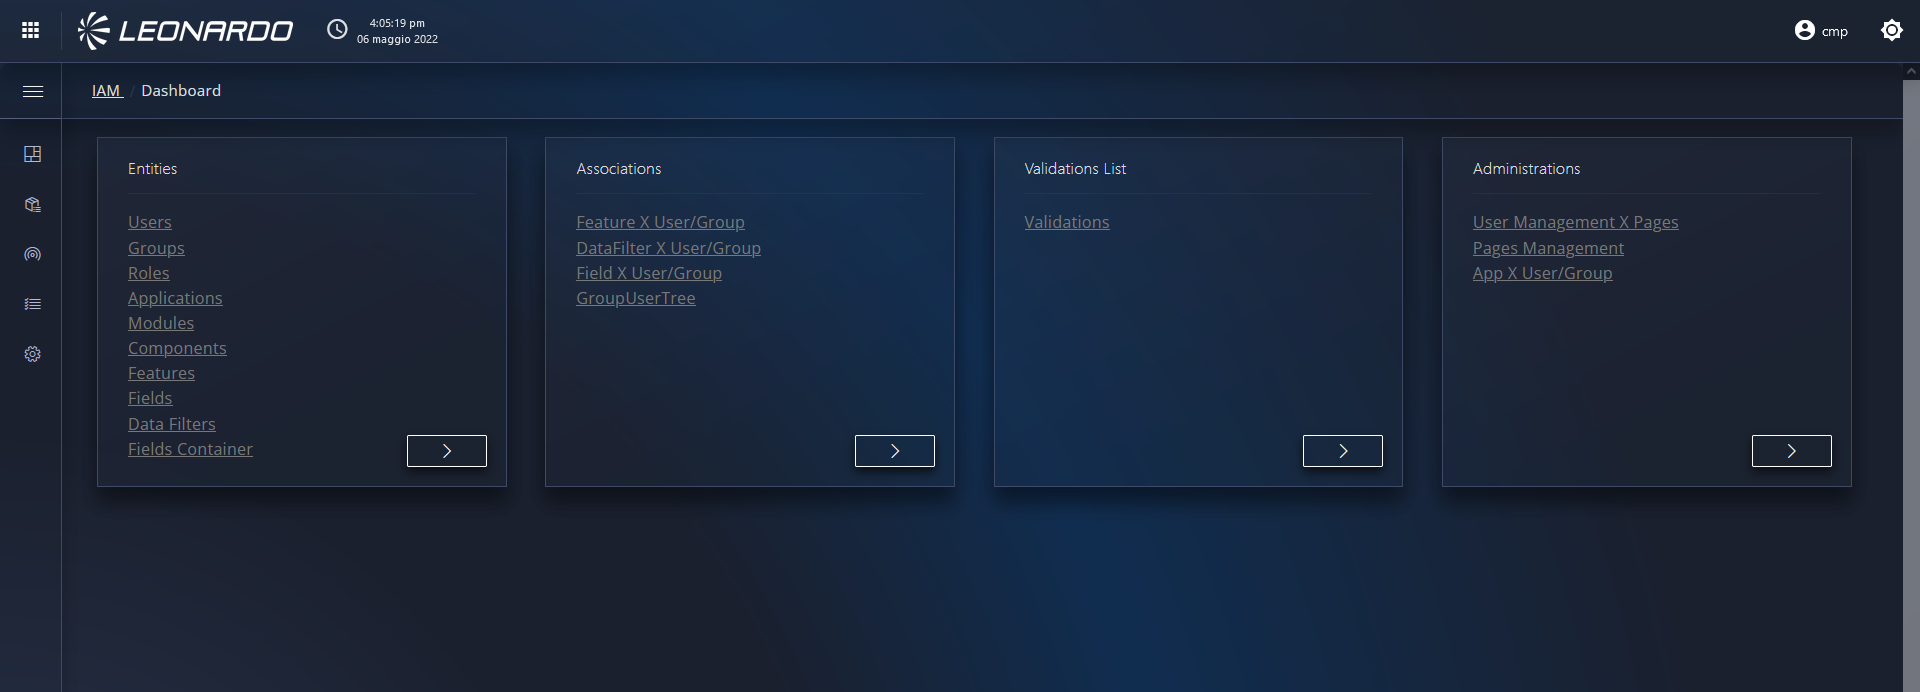 LEONARDO
4:05:19 pm
06 maggio 2022
cmp
IAM / Dashboard
Entities
Users
Groups
Roles
Applications
Modules
Components
Features
Fields
Data Filters
Fields Container
Associations
Feature X User/Group
DataFilter X User/Group
Field X User/Group
GroupUserTree
Validations List
Validations
Administrations
User Management X Pages
Pages Management
App X User/Group